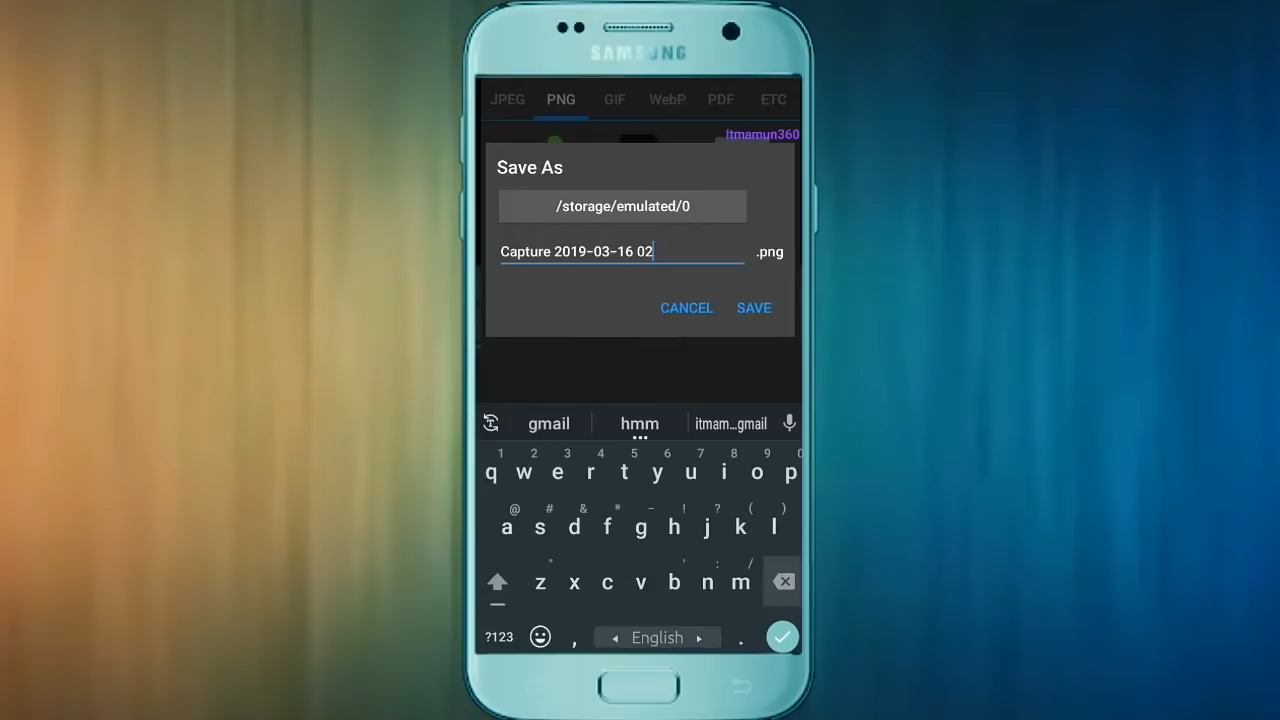 SAMSUNG
JPEG PNG GIF WebP PDF ETC
Itmamun360
Save As
/storage/emulated/0
Capture 2019-03-16 02 .png
CANCEL SAVE
gmail hmm itmam...gmail
1 2 3 4 5 6 7 8 9 0
q w e r t y u i o p
@ # & * - ! ? ( )
a s d f g h j k l
" ' : /
z x c v b n m
?123 , English .